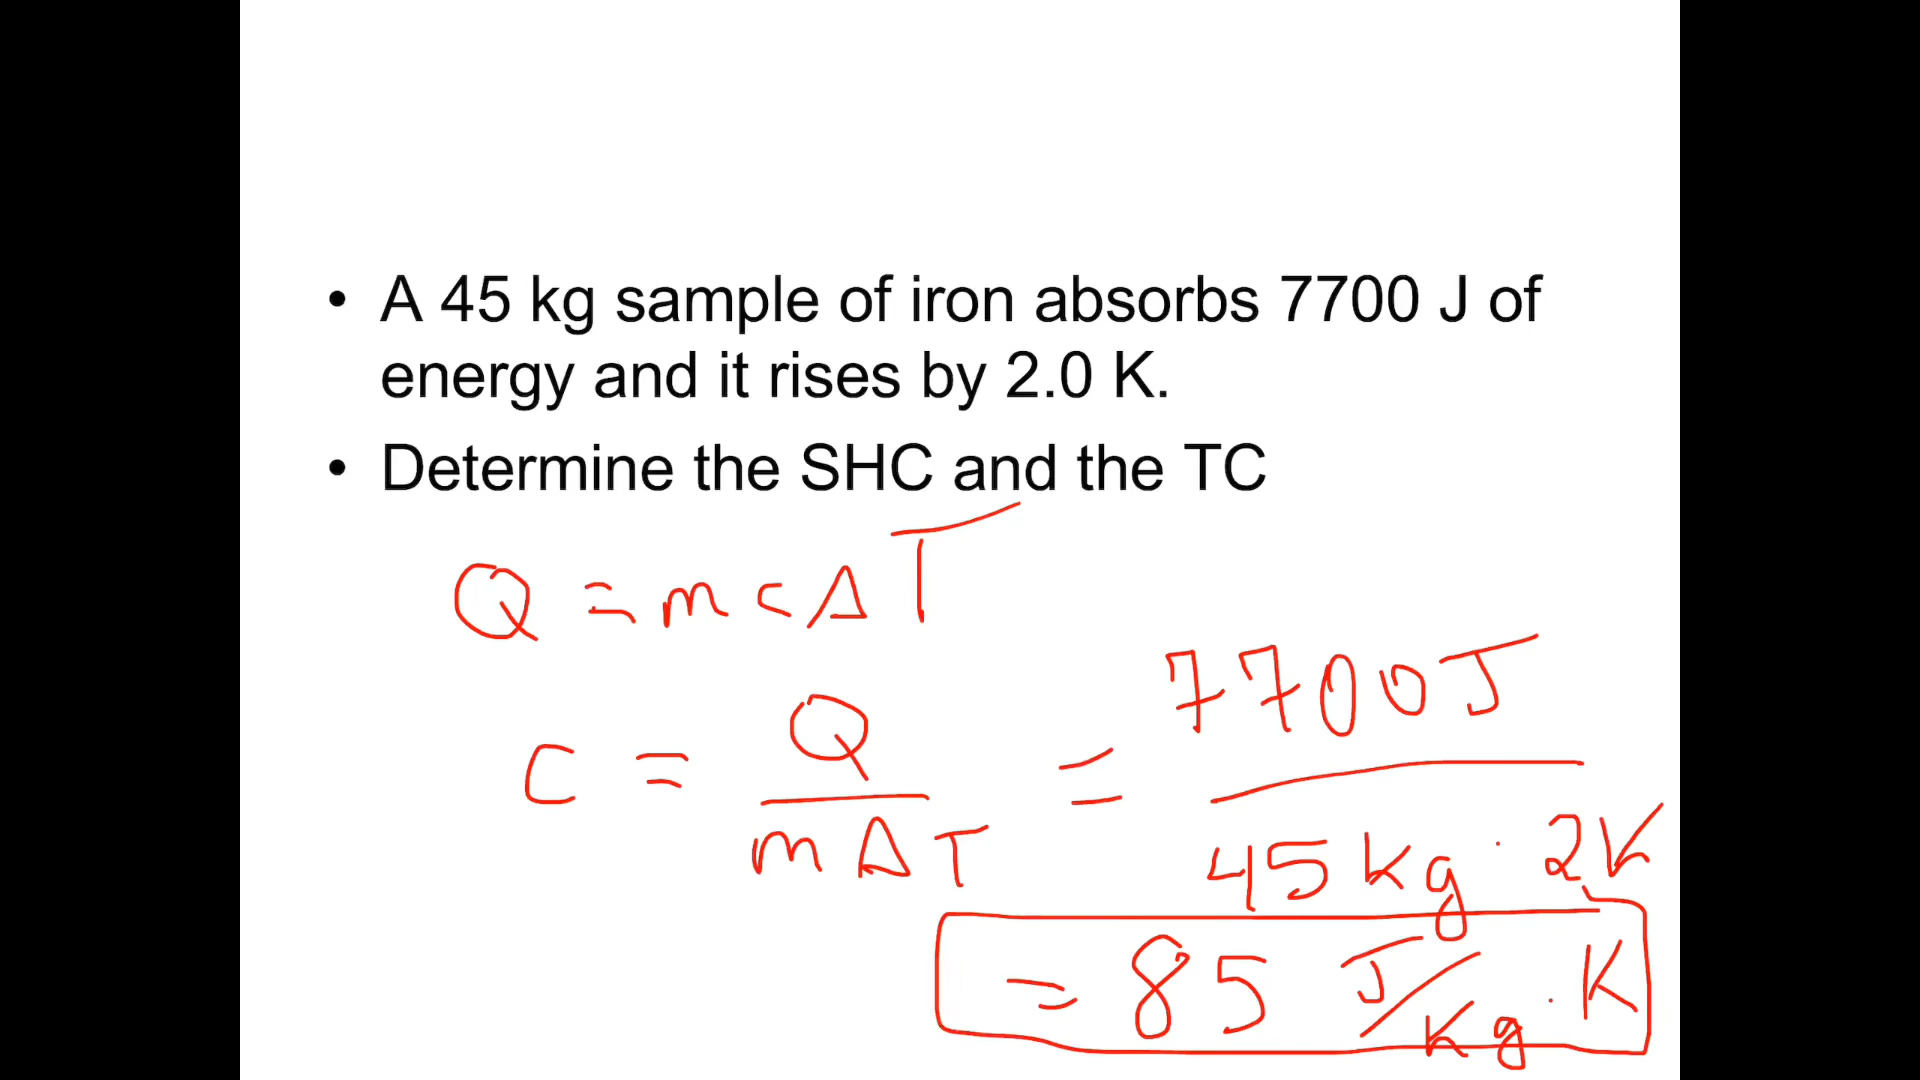 • A 45 kg sample of iron absorbs 7700 J of
energy and it rises by 2.0 K.
• Determine the SHC and the TC
Q = mcΔT
c = Q / mΔT = 7700J / 45kg · 2K
= 85 J/kg · K